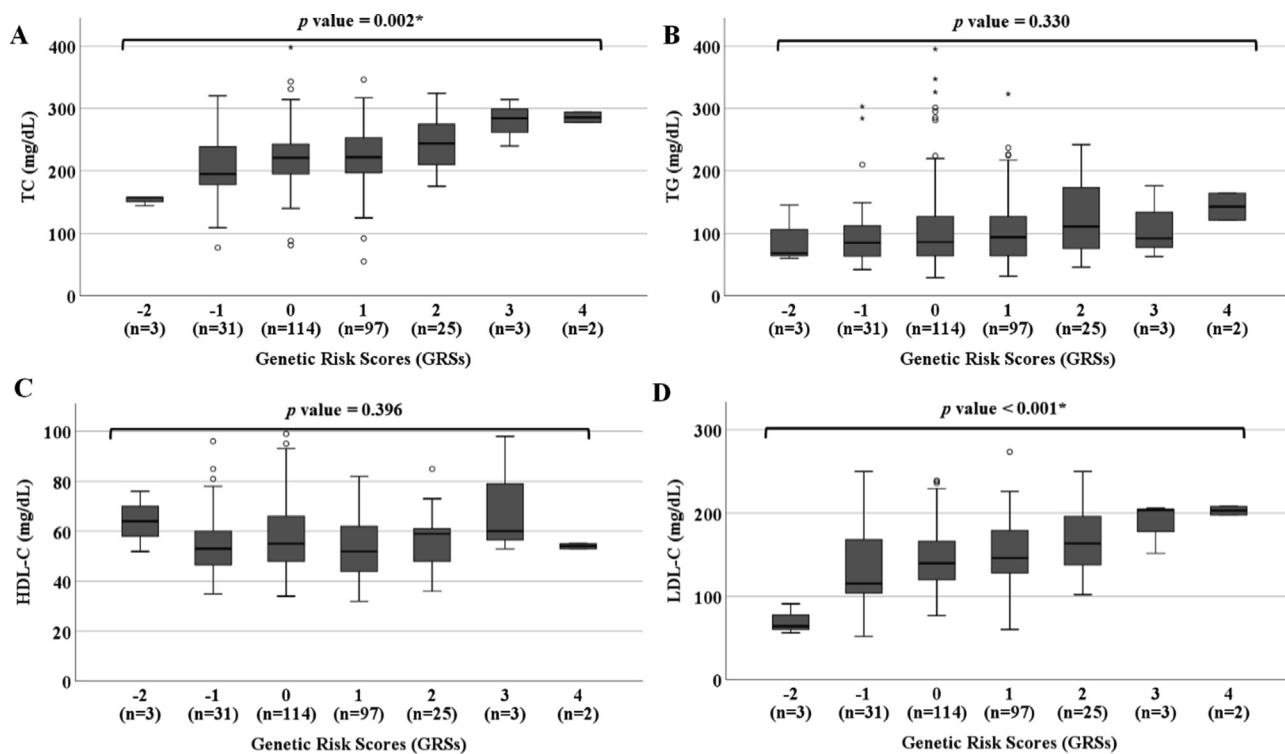 A
p value = 0.002*
TC (mg/dL)
400
300
200
100
0
-2 -1 0 1 2 3 4
(n=3) (n=31) (n=114) (n=97) (n=25) (n=3) (n=2)
Genetic Risk Scores (GRSs)
B
p value = 0.330
TG (mg/dL)
400
300
200
100
0
-2 -1 0 1 2 3 4
(n=3) (n=31) (n=114) (n=97) (n=25) (n=3) (n=2)
Genetic Risk Scores (GRSs)
C
p value = 0.396
HDL-C (mg/dL)
100
80
60
40
20
0
-2 -1 0 1 2 3 4
(n=3) (n=31) (n=114) (n=97) (n=25) (n=3) (n=2)
Genetic Risk Scores (GRSs)
D
p value < 0.001*
LDL-C (mg/dL)
300
200
100
0
-2 -1 0 1 2 3 4
(n=3) (n=31) (n=114) (n=97) (n=25) (n=3) (n=2)
Genetic Risk Scores (GRSs)